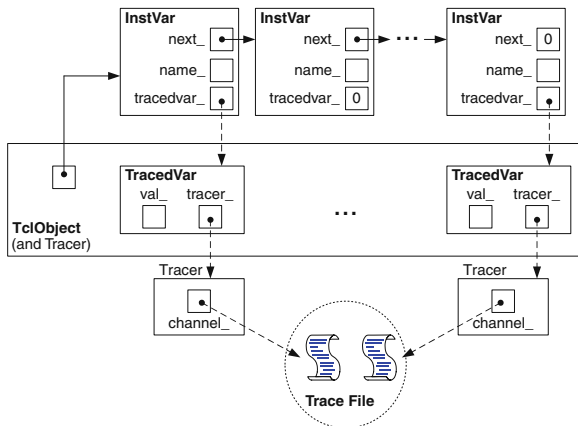 InstVar InstVar InstVar
next_ next_ ... next_ 0
name_ name_ name_
tracedvar_ tracedvar_ 0 tracedvar_
TracedVar TracedVar
val_ tracer_ ... val_ tracer_
TclObject
(and Tracer)
Tracer Tracer
channel_ channel_
Trace File